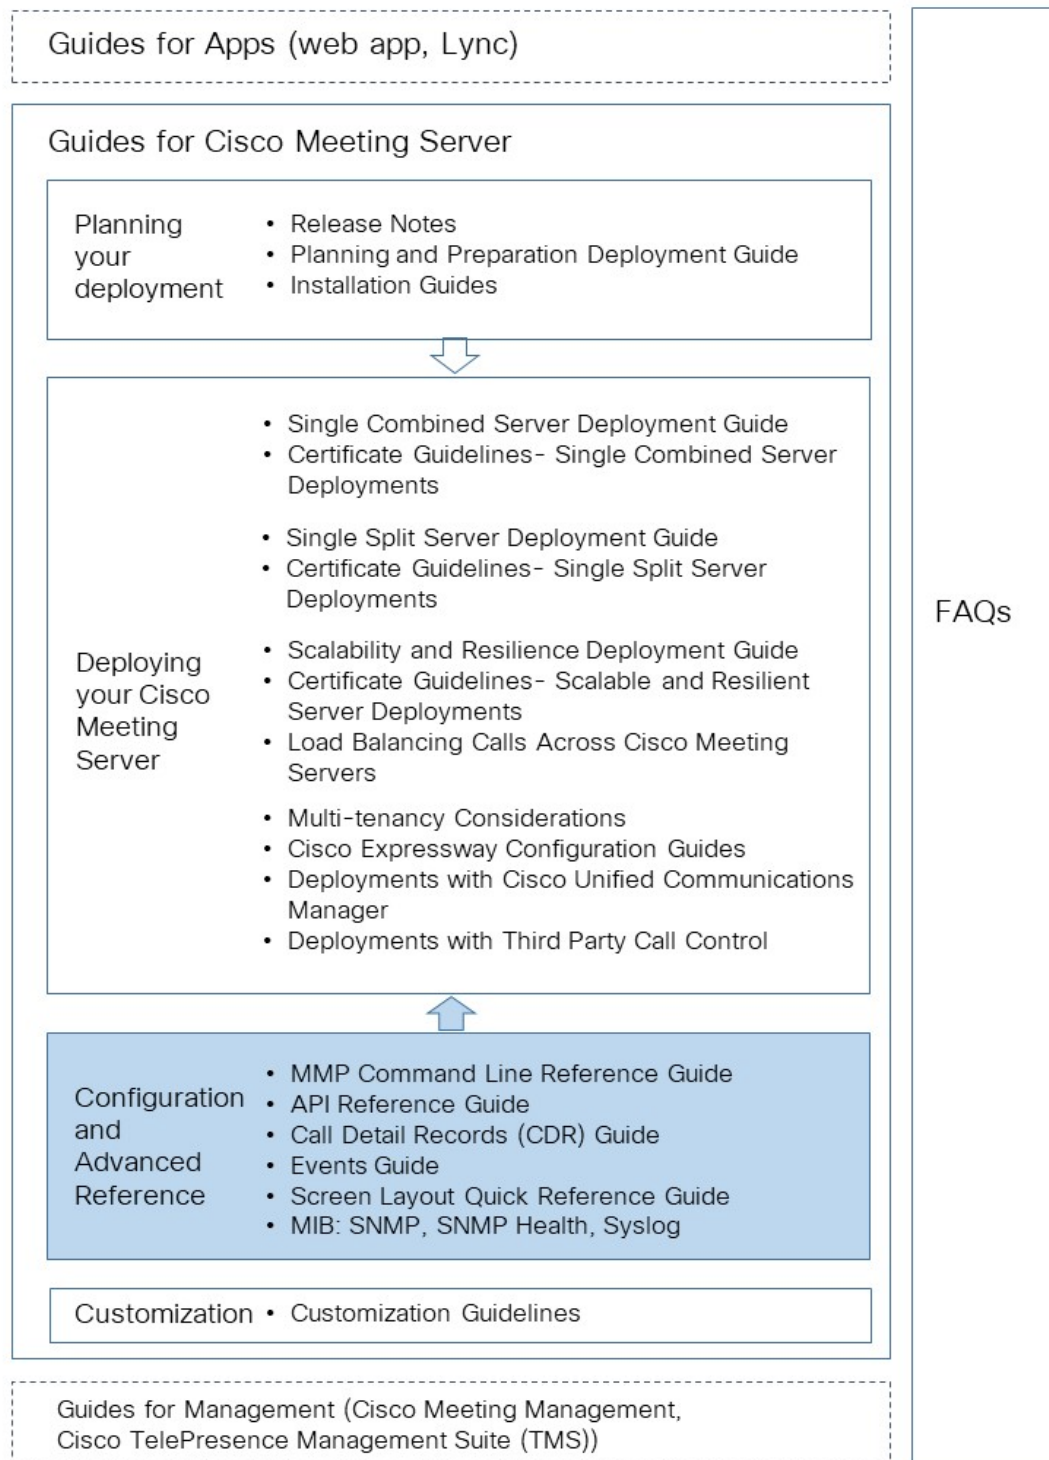 Guides for Apps (web app, Lync)
Guides for Cisco Meeting Server
Planning
your
deployment
• Release Notes
• Planning and Preparation Deployment Guide
• Installation Guides
Deploying
your Cisco
Meeting
Server
• Single Combined Server Deployment Guide
• Certificate Guidelines- Single Combined Server
Deployments
• Single Split Server Deployment Guide
• Certificate Guidelines- Single Split Server
Deployments
• Scalability and Resilience Deployment Guide
• Certificate Guidelines- Scalable and Resilient
Server Deployments
• Load Balancing Calls Across Cisco Meeting
Servers
• Multi-tenancy Considerations
• Cisco Expressway Configuration Guides
• Deployments with Cisco Unified Communications
Manager
• Deployments with Third Party Call Control
Configuration
and
Advanced
Reference
• MMP Command Line Reference Guide
• API Reference Guide
• Call Detail Records (CDR) Guide
• Events Guide
• Screen Layout Quick Reference Guide
• MIB: SNMP, SNMP Health, Syslog
Customization • Customization Guidelines
Guides for Management (Cisco Meeting Management,
Cisco TelePresence Management Suite (TMS))
FAQs